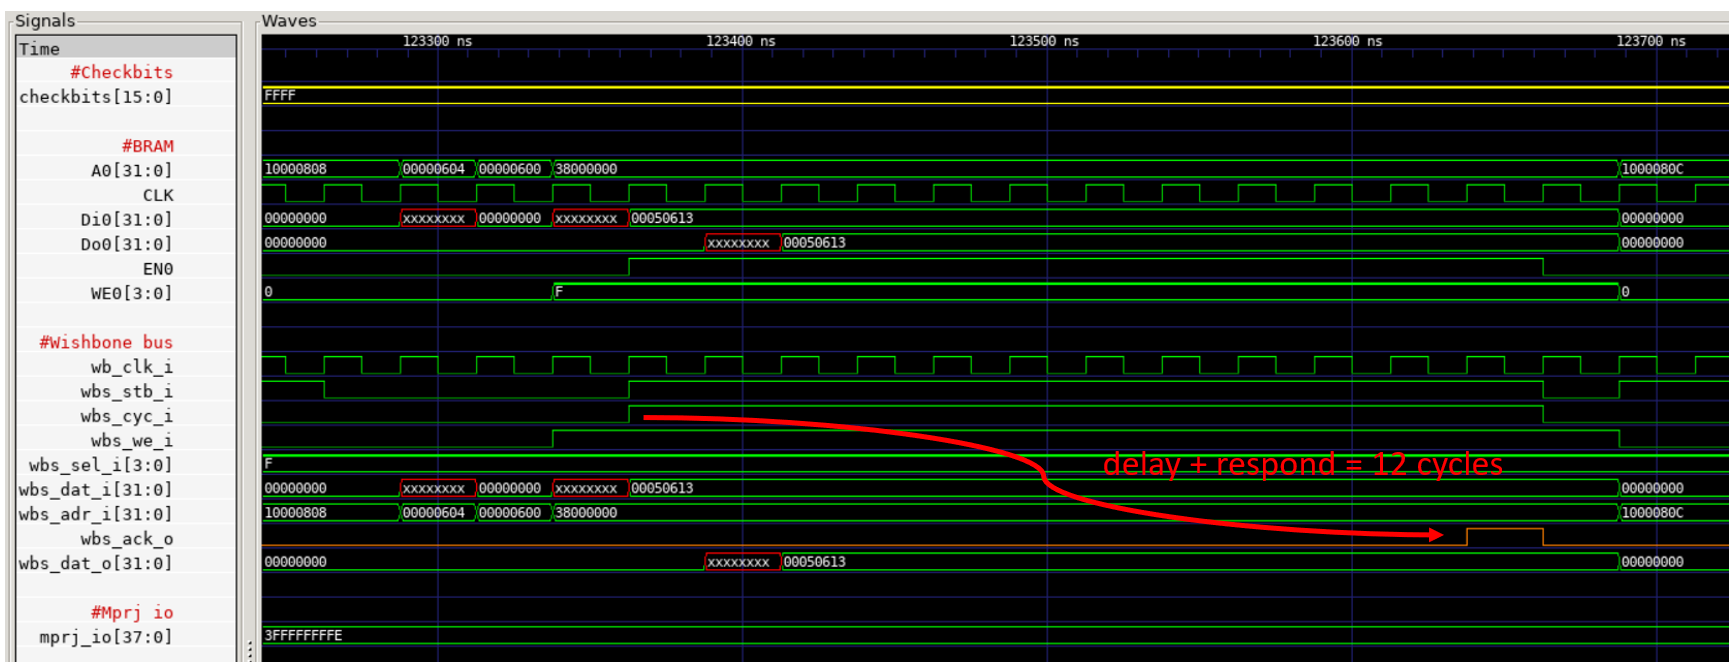 Signals Waves
Time 123300 ns 123400 ns 123500 ns 123600 ns 123700 ns
#Checkbits
checkbits[15:0] FFFF
#BRAM
A0[31:0] 10000808 00000604 00000600 38000000 1000080C
CLK
Di0[31:0] 00000000 xxxxxxxx 00000000 xxxxxxxx 00050613 00000000
Do0[31:0] 00000000 xxxxxxxx 00050613 00000000
EN0
WE0[3:0] 0 F 0
#Wishbone bus
wb_clk_i
wbs_stb_i
wbs_cyc_i
wbs_we_i
wbs_sel_i[3:0] F delay + respond = 12 cycles
wbs_dat_i[31:0] 00000000 xxxxxxxx 00000000 xxxxxxxx 00050613 00000000
wbs_adr_i[31:0] 10000808 00000604 00000600 38000000 1000080C
wbs_ack_o
wbs_dat_o[31:0] 00000000 xxxxxxxx 00050613 00000000
#Mprj io
mprj_io[37:0] 3FFFFFFFFE